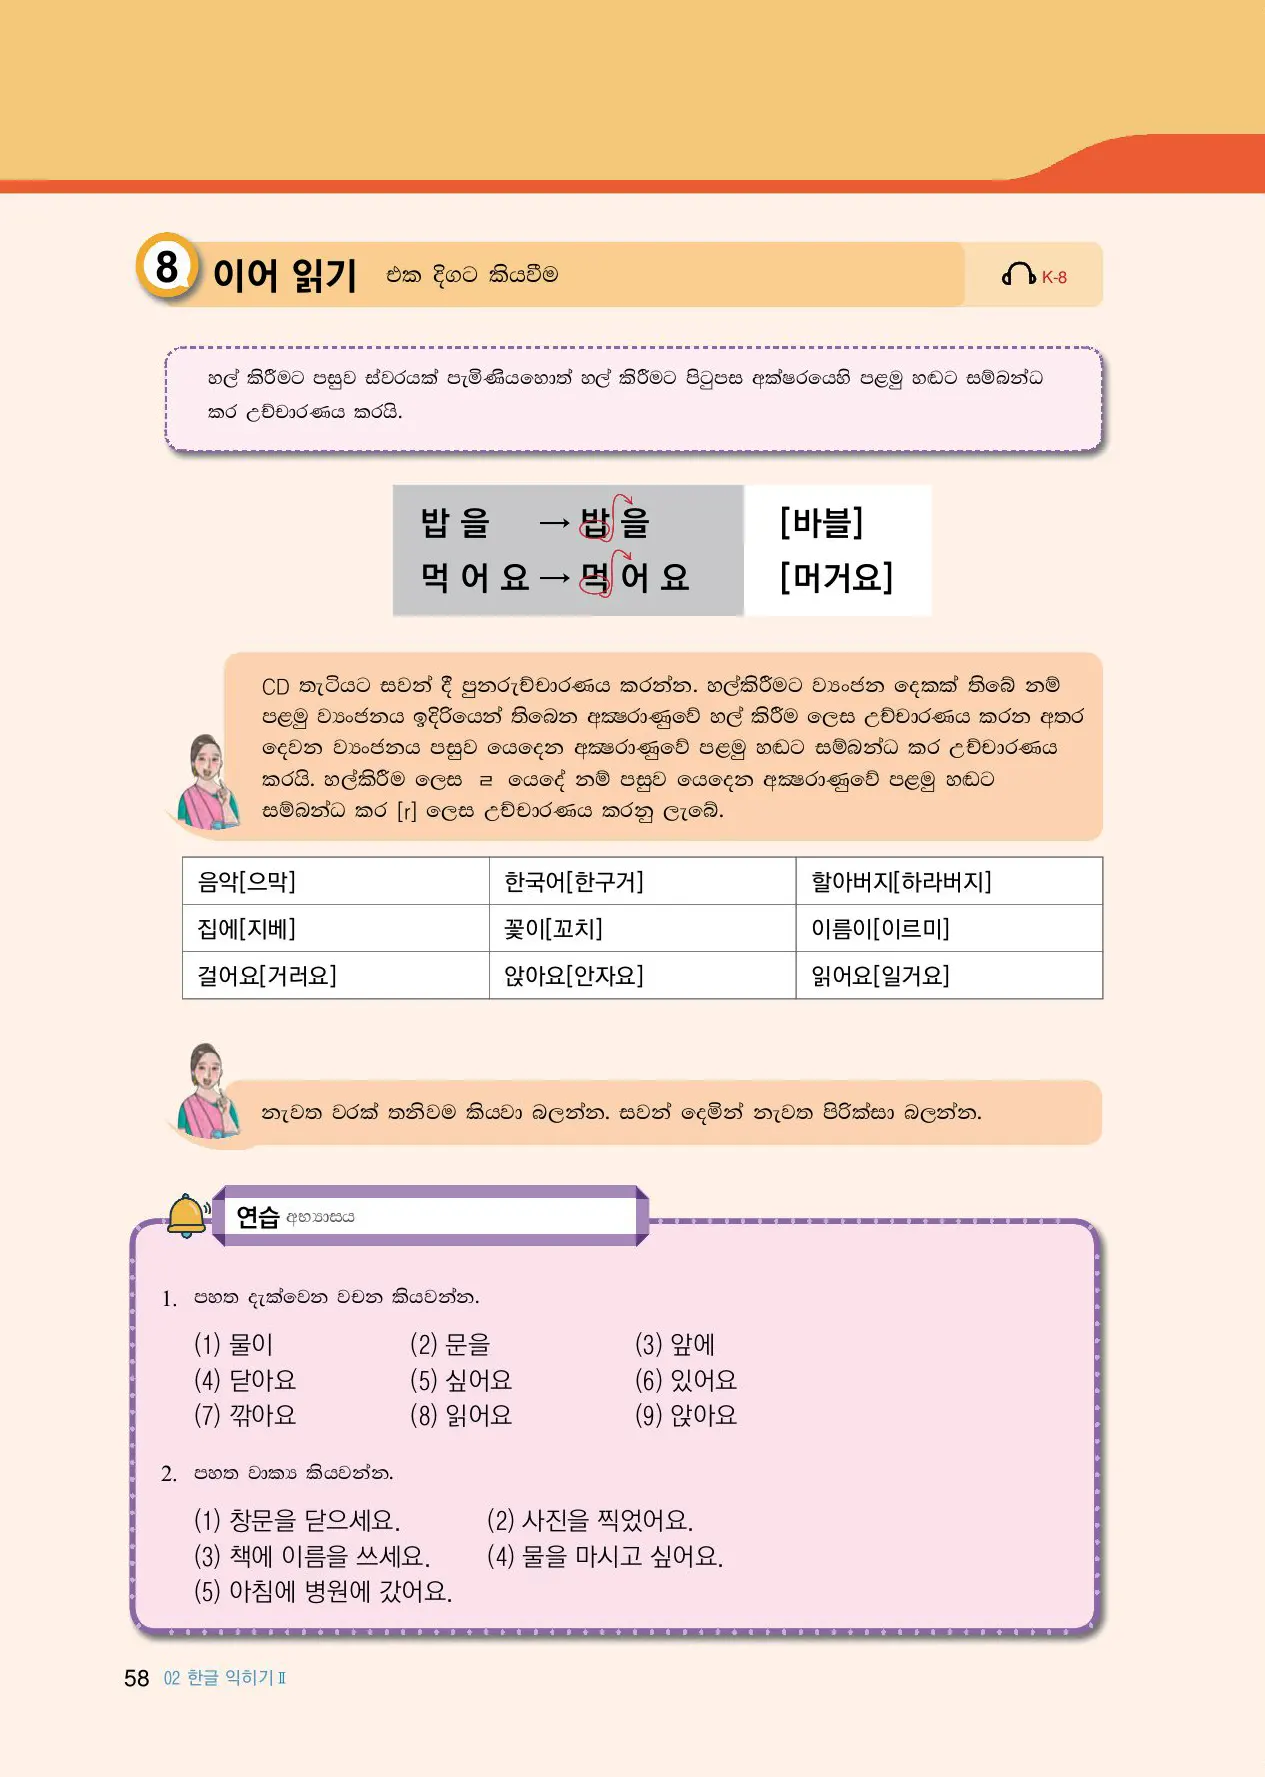 8 이어 읽기 එක දිගට කියවීම K-8
හල් කිරීමට පසුව ස්වරයක් පැමිණියහොත් හල් කිරීමට පිටුපස අක්ෂරයෙහි පළමු හඬට සම්බන්ධ
කර උච්චාරණය කරයි.
밥 을 → 밥 을 [바블]
먹 어 요 → 먹 어 요 [머거요]
CD තැටියට සවන් දී පුනරුච්චාරණය කරන්න. හල්කිරීමට ව්‍යංජන දෙකක් තිබේ නම්
පළමු ව්‍යංජනය ඉදිරියෙන් තිබෙන අක්‍ෂරාණුවේ හල් කිරීම ලෙස උච්චාරණය කරන අතර
දෙවන ව්‍යංජනය පසුව යෙදෙන අක්‍ෂරාණුවේ පළමු හඬට සම්බන්ධ කර උච්චාරණය
කරයි. හල්කිරීම ලෙස ㄹ යෙදේ නම් පසුව යෙදෙන අක්‍ෂරාණුවේ පළමු හඬට
සම්බන්ධ කර [r] ලෙස උච්චාරණය කරනු ලැබේ.
음악[으막] 한국어[한구거] 할아버지[하라버지]
집에[지베] 꽃이[꼬치] 이름이[이르미]
걸어요[거러요] 앉아요[안자요] 읽어요[일거요]
නැවත වරක් තනිවම කියවා බලන්න. සවන් දෙමින් නැවත පිරික්සා බලන්න.
연습 අභ්‍යාසය
1. පහත දැක්වෙන වචන කියවන්න.
(1) 물이 (2) 문을 (3) 앞에
(4) 닫아요 (5) 싶어요 (6) 있어요
(7) 깎아요 (8) 읽어요 (9) 앉아요
2. පහත වාක්‍ය කියවන්න.
(1) 창문을 닫으세요. (2) 사진을 찍었어요.
(3) 책에 이름을 쓰세요. (4) 물을 마시고 싶어요.
(5) 아침에 병원에 갔어요.
58 02 한글 익히기Ⅱ